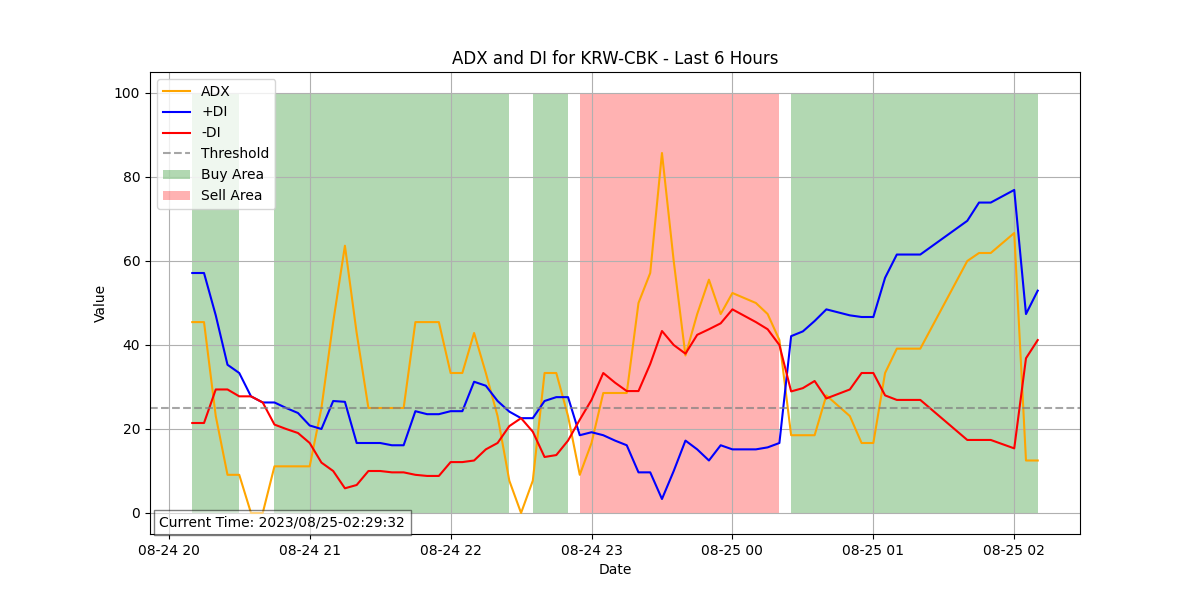 ADX and DI for KRW-CBK - Last 6 Hours
100
80
60
40
20
0
Value
ADX
+DI
-DI
Threshold
Buy Area
Sell Area
Current Time: 2023/08/25-02:29:32
08-24 20
08-24 21
08-24 22
08-24 23
08-25 00
08-25 01
08-25 02
Date